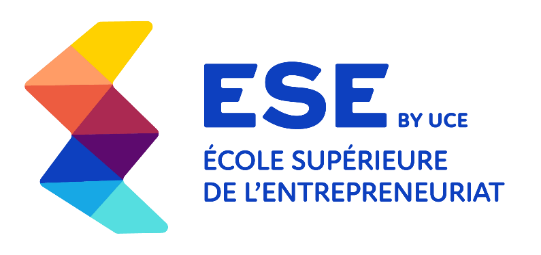 ESE BY UCE
ÉCOLE SUPÉRIEURE
DE L'ENTREPRENEURIAT